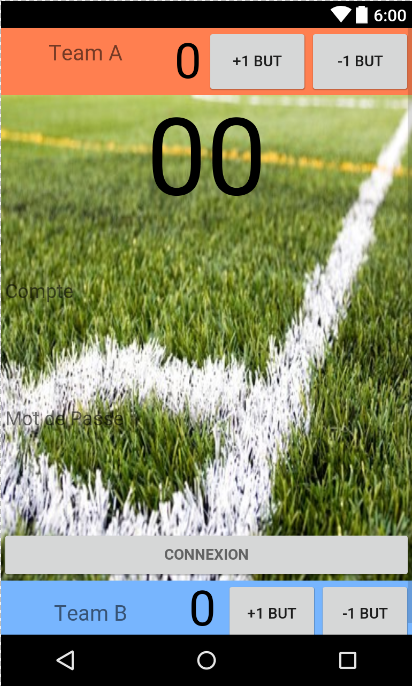 6:00
Team A 0 +1 BUT -1 BUT
00
Compte
Mot de Passe
CONNEXION
Team B 0 +1 BUT -1 BUT